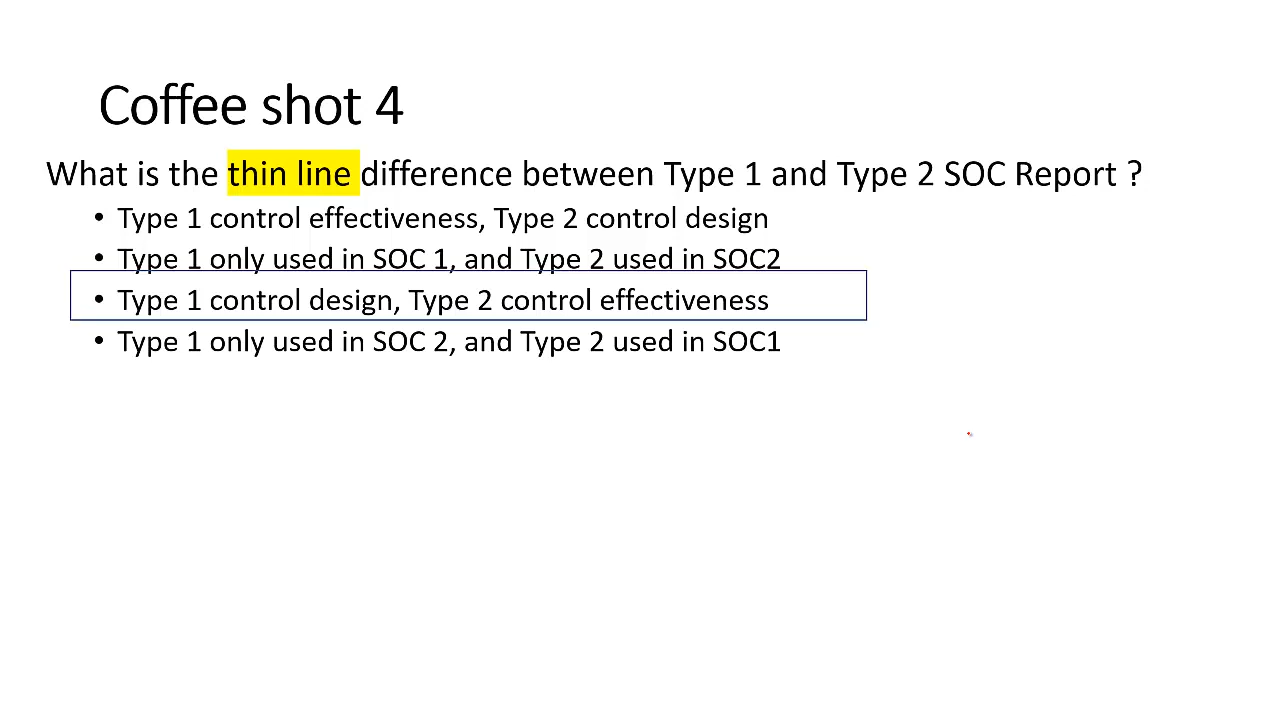 Coffee shot 4
What is the thin line difference between Type 1 and Type 2 SOC Report ?
• Type 1 control effectiveness, Type 2 control design
• Type 1 only used in SOC 1, and Type 2 used in SOC2
• Type 1 control design, Type 2 control effectiveness
• Type 1 only used in SOC 2, and Type 2 used in SOC1